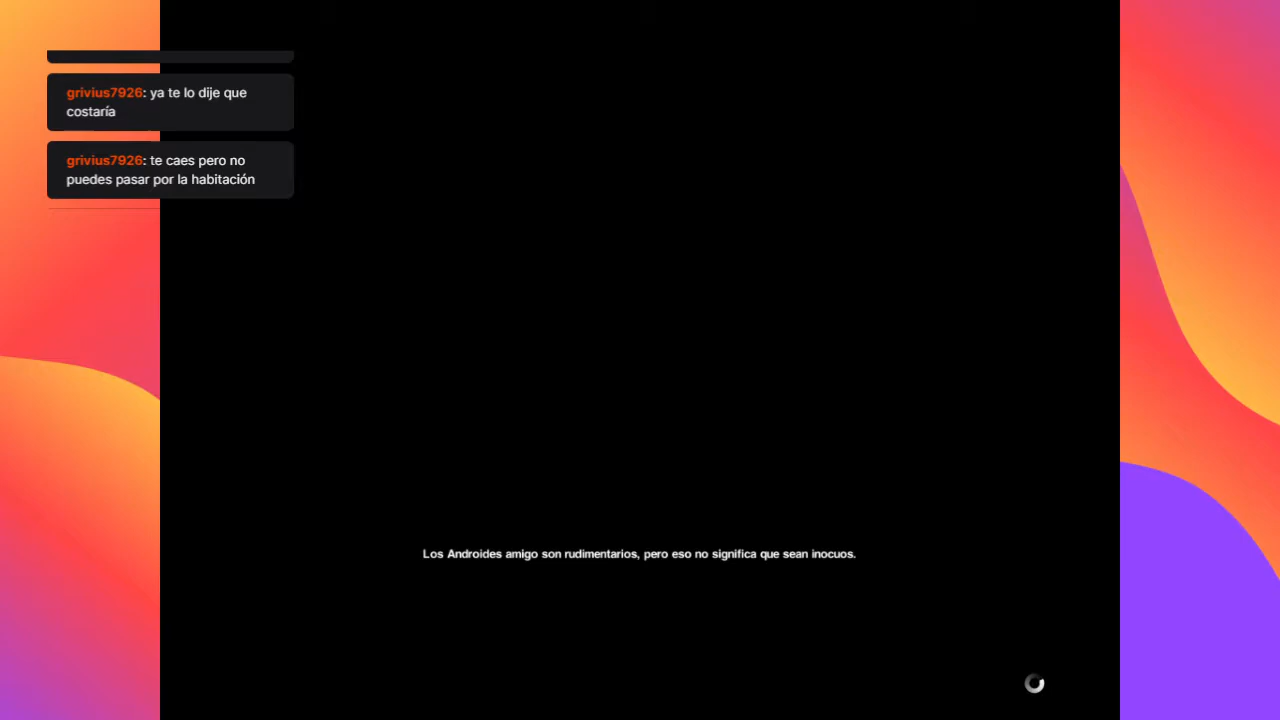 grivius7926: ya te lo dije que
costaría
grivius7926: te caes pero no
puedes pasar por la habitación
Los Androides amigo son rudimentarios, pero eso no significa que sean inocuos.